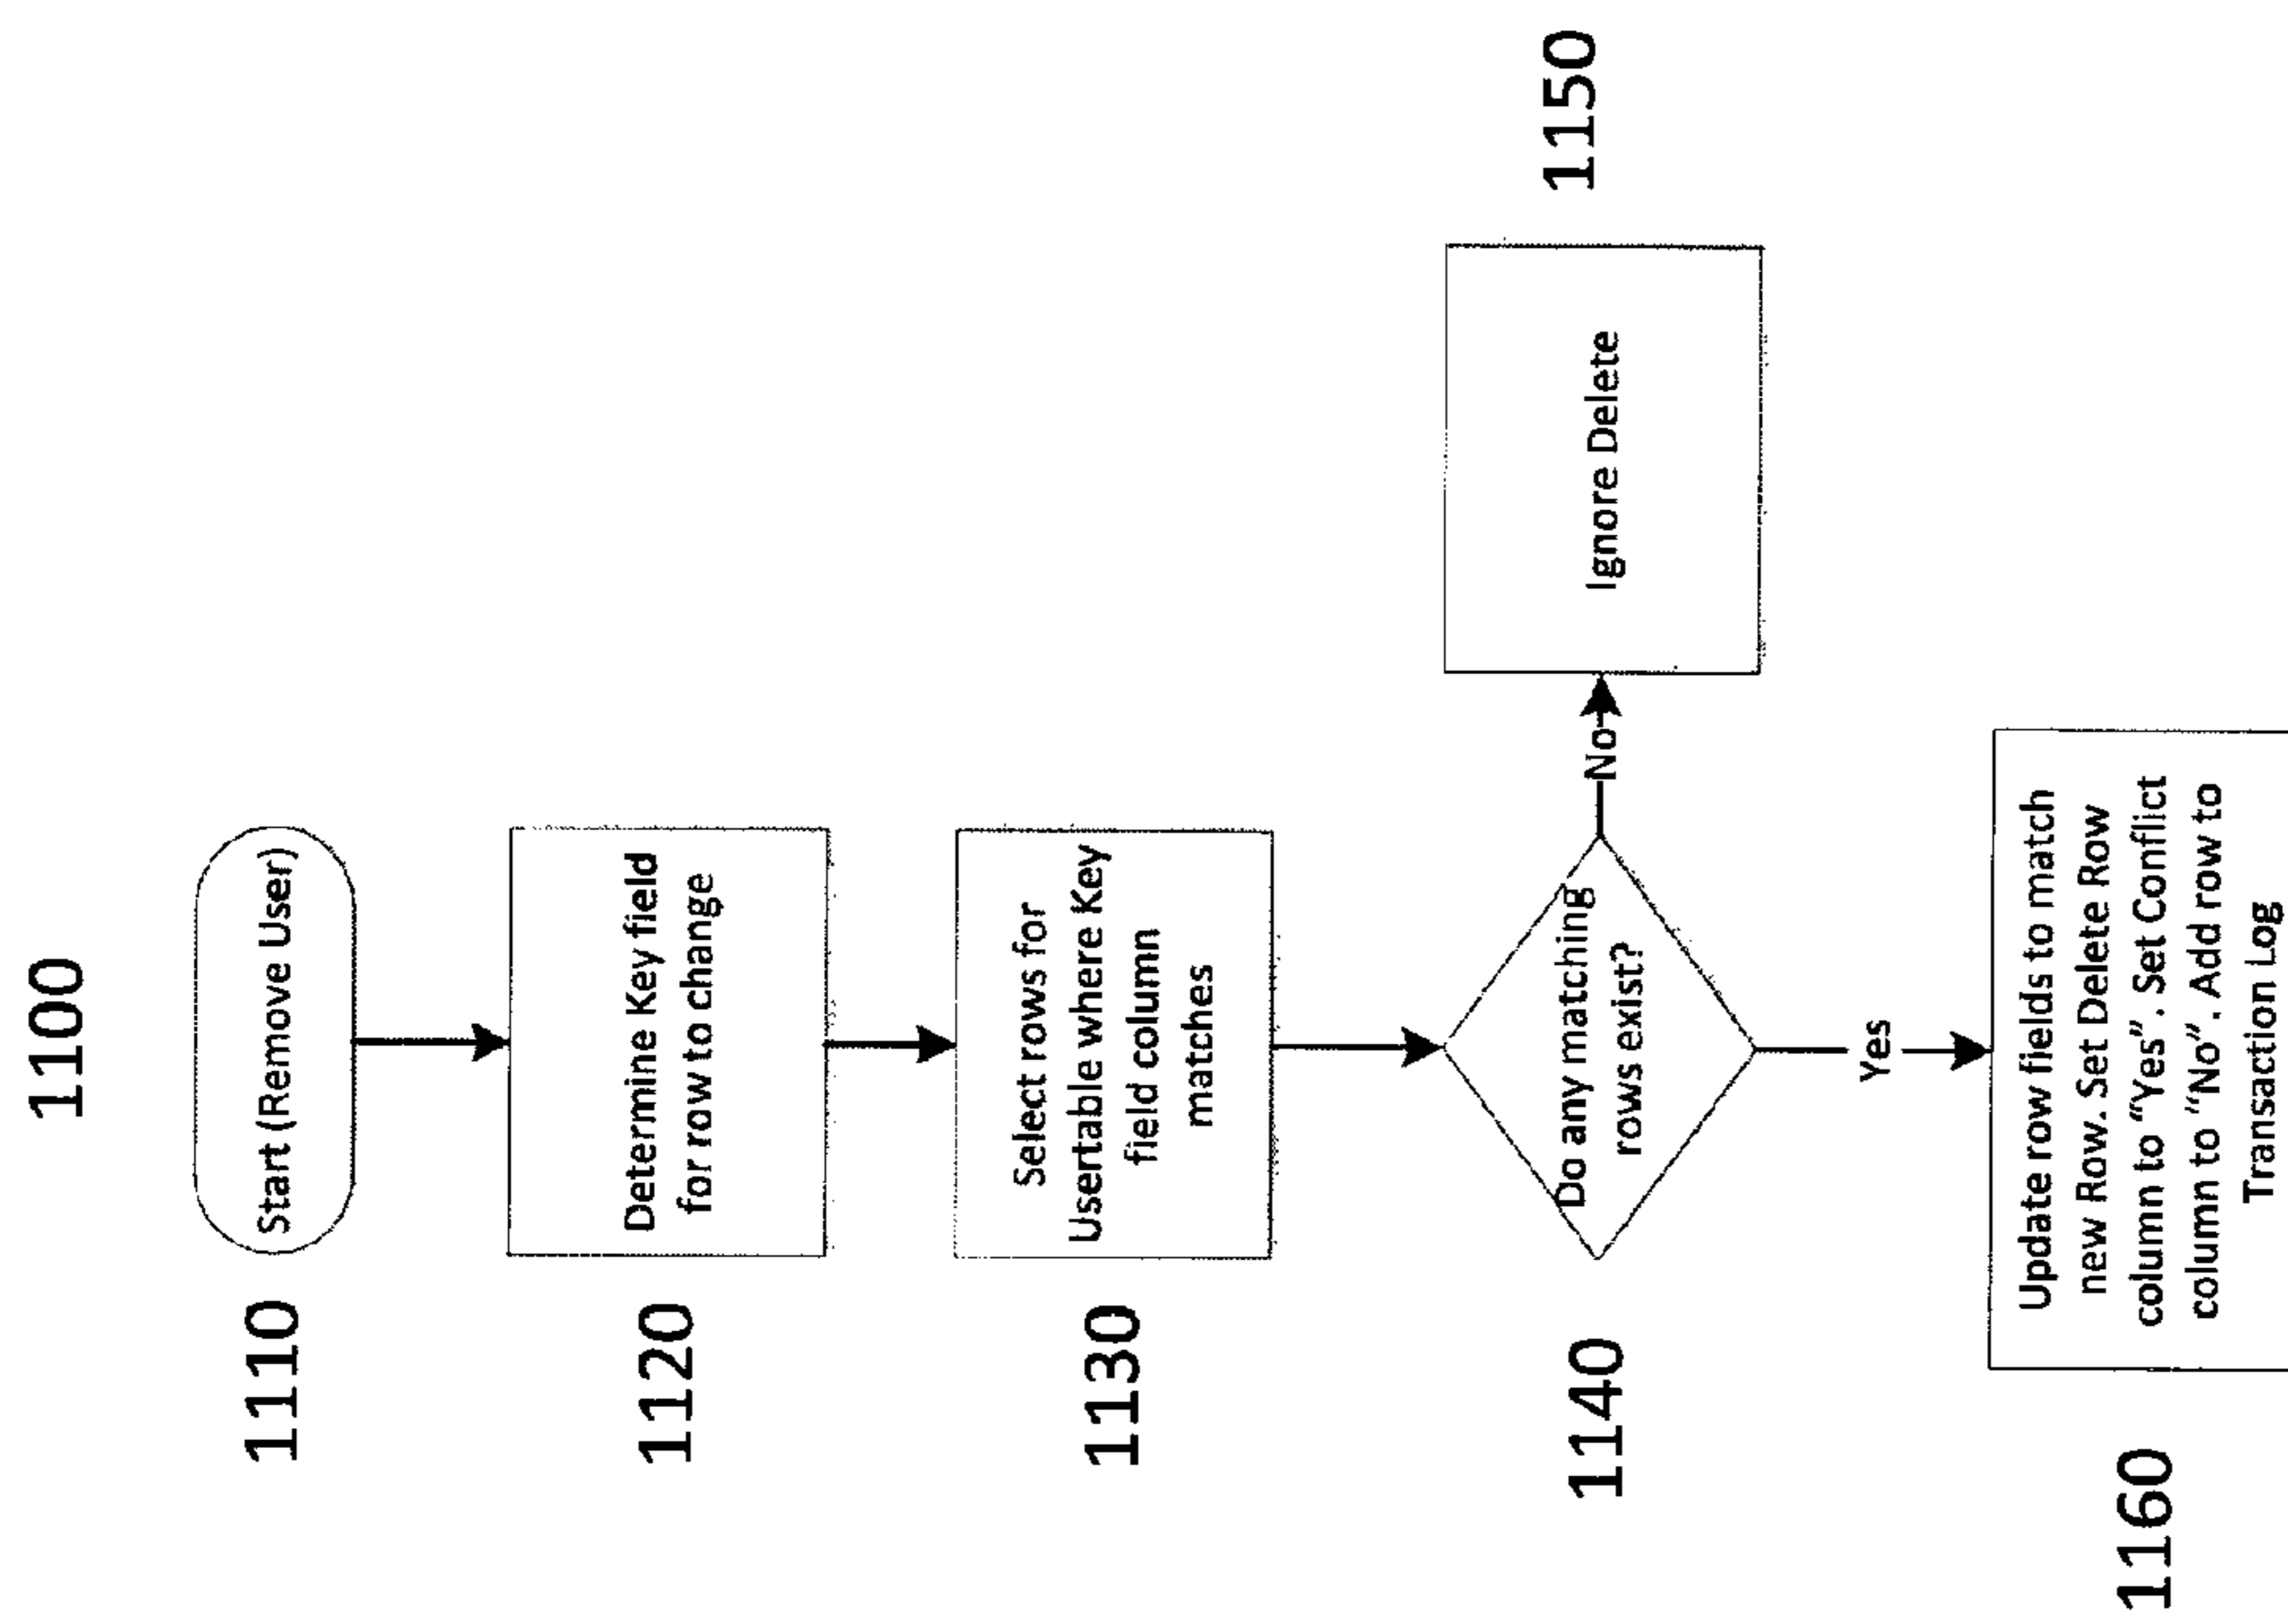 1100
1110
Start (Remove User)
1120
Determine Key field
for row to change
1130
Select rows for
Usertable where Key
field column
matches
1140
Do any matching
rows exist?
No
1150
Ignore Delete
Yes
1160
Update row fields to match
new Row. Set Delete Row
column to “Yes”. Set Conflict
column to “No”. Add row to
Transaction Log